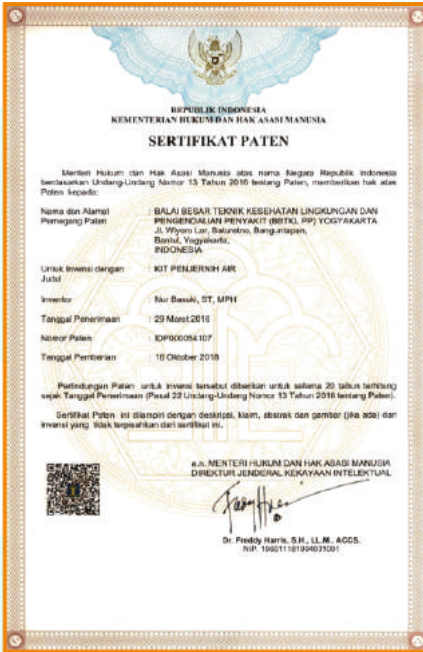 REPUBLIK INDONESIA
KEMENTERIAN HUKUM DAN HAK ASASI MANUSIA
SERTIFIKAT PATEN
Menteri Hukum dan Hak Asasi Manusia atas nama Negara Republik Indonesia
berdasarkan Undang-Undang Nomor 13 Tahun 2016 tentang Paten, memberikan hak atas
Paten kepada:
Nama dan Alamat : BALAI BESAR TEKNIK KESEHATAN LINGKUNGAN DAN
Pemegang Paten PENGENDALIAN PENYAKIT (BBTKL PP) YOGYAKARTA
Jl. Wiyoro Lor, Baturetno, Banguntapan,
Bantul, Yogyakarta,
INDONESIA
Untuk Invensi dengan : KIT PENJERNIH AIR
Judul
Inventor : Nur Basuki, ST, MPH
Tanggal Penerimaan : 29 Maret 2016
Nomor Paten : IDP000054107
Tanggal Pemberian : 16 Oktober 2018
Perlindungan Paten untuk invensi tersebut diberikan untuk selama 20 tahun terhitung
sejak Tanggal Penerimaan (Pasal 22 Undang-Undang Nomor 13 Tahun 2016 tentang Paten).
Sertifikat Paten ini dilampiri dengan deskripsi, klaim, abstrak dan gambar (jika ada) dari
invensi yang tidak terpisahkan dari sertifikat ini.
a.n. MENTERI HUKUM DAN HAK ASASI MANUSIA
DIREKTUR JENDERAL KEKAYAAN INTELEKTUAL
Dr. Freddy Harris, S.H., LL.M., ACCS.
NIP.